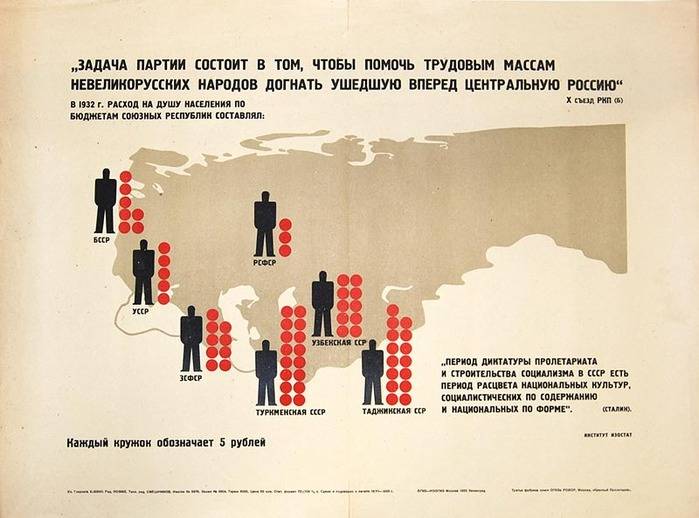 „ЗАДАЧА ПАРТИИ СОСТОИТ В ТОМ, ЧТОБЫ ПОМОЧЬ ТРУДОВЫМ МАССАМ
НЕВЕЛИКОРУССКИХ НАРОДОВ ДОГНАТЬ УШЕДШУЮ ВПЕРЕД ЦЕНТРАЛЬНУЮ РОССИЮ“
X СЪЕЗД РКП (Б)
В 1932 г. РАСХОД НА ДУШУ НАСЕЛЕНИЯ ПО
БЮДЖЕТАМ СОЮЗНЫХ РЕСПУБЛИК СОСТАВЛЯЛ:
БССР
РСФСР
УССР
УЗБЕКСКАЯ ССР
ЗСФСР
ТУРКМЕНСКАЯ СССР
ТАДЖИКСКАЯ ССР
„ПЕРИОД ДИКТАТУРЫ ПРОЛЕТАРИАТА
И СТРОИТЕЛЬСТВА СОЦИАЛИЗМА В СССР ЕСТЬ
ПЕРИОД РАСЦВЕТА НАЦИОНАЛЬНЫХ КУЛЬТУР,
СОЦИАЛИСТИЧЕСКИХ ПО СОДЕРЖАНИЮ
И НАЦИОНАЛЬНЫХ ПО ФОРМЕ". (СТАЛИН).
ИНСТИТУТ ИЗОСТАТ
Каждый кружок обозначает 5 рублей